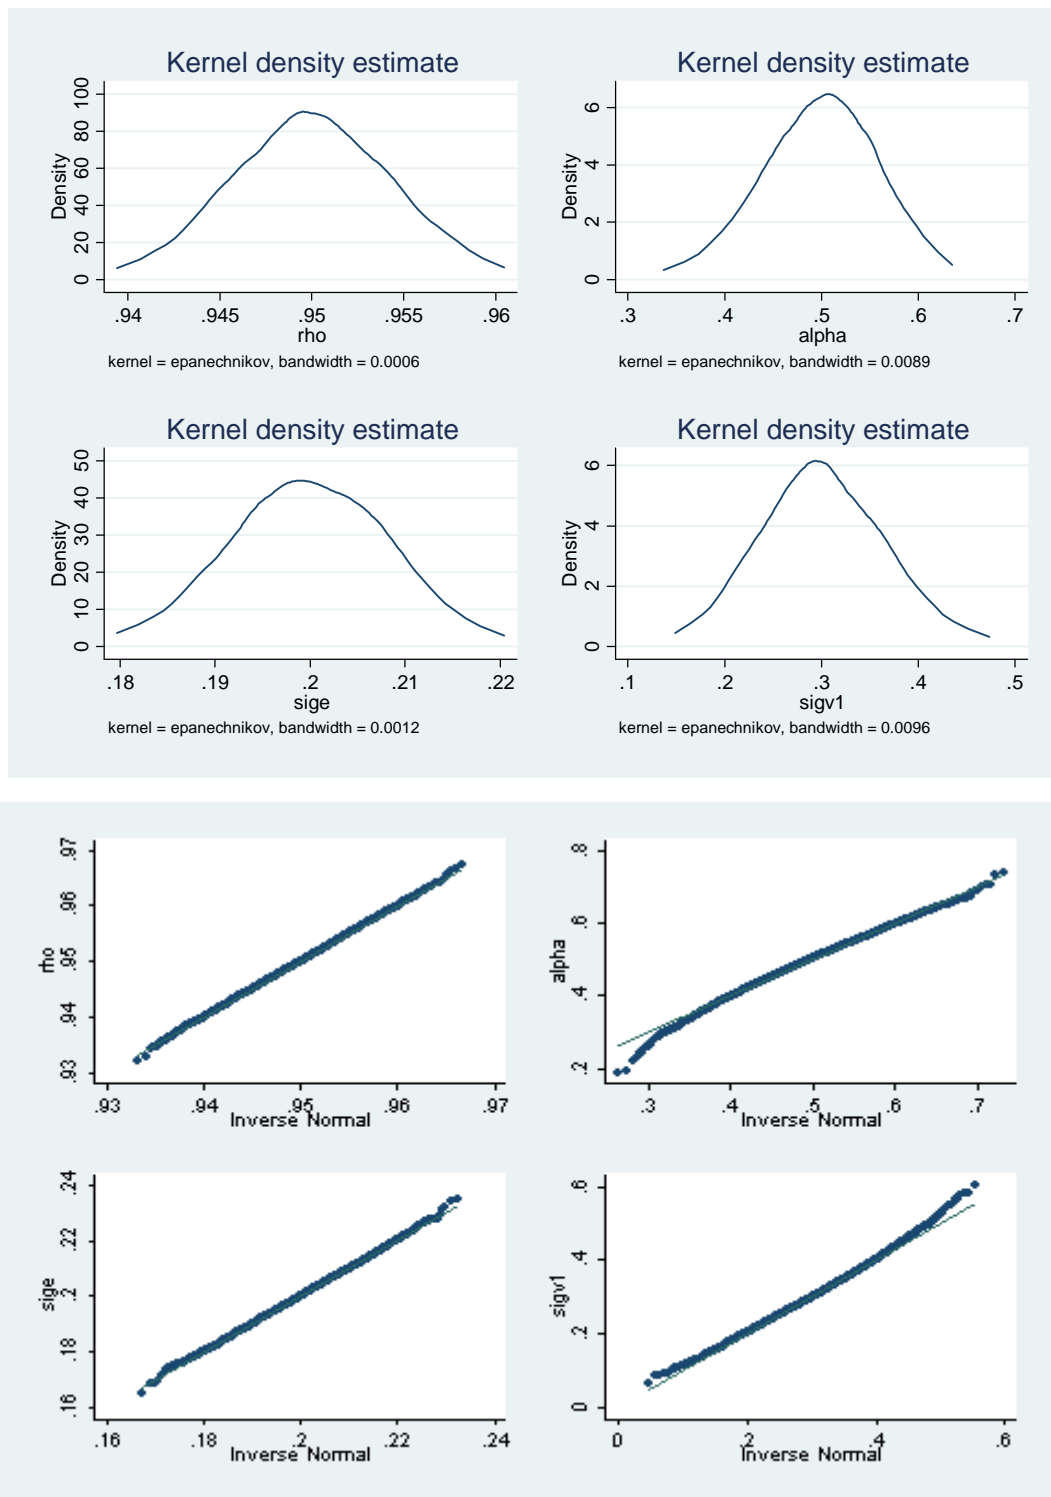 Kernel density estimate
Density
0 20 40 60 80 100
.94 .945 .95 .955 .96
rho
kernel = epanechnikov, bandwidth = 0.0006
Kernel density estimate
Density
0 2 4 6
.3 .4 .5 .6 .7
alpha
kernel = epanechnikov, bandwidth = 0.0089
Kernel density estimate
Density
0 10 20 30 40 50
.18 .19 .2 .21 .22
sige
kernel = epanechnikov, bandwidth = 0.0012
Kernel density estimate
Density
0 2 4 6
.1 .2 .3 .4 .5
sigv1
kernel = epanechnikov, bandwidth = 0.0096
rho
.93 .94 .95 .96 .97
.93 .94 .95 .96 .97
Inverse Normal
alpha
.2 .4 .6 .8
.3 .4 .5 .6 .7
Inverse Normal
sige
.16 .18 .2 .22 .24
.16 .18 .2 .22 .24
Inverse Normal
sigv1
0 .2 .4 .6
0 .2 .4 .6
Inverse Normal